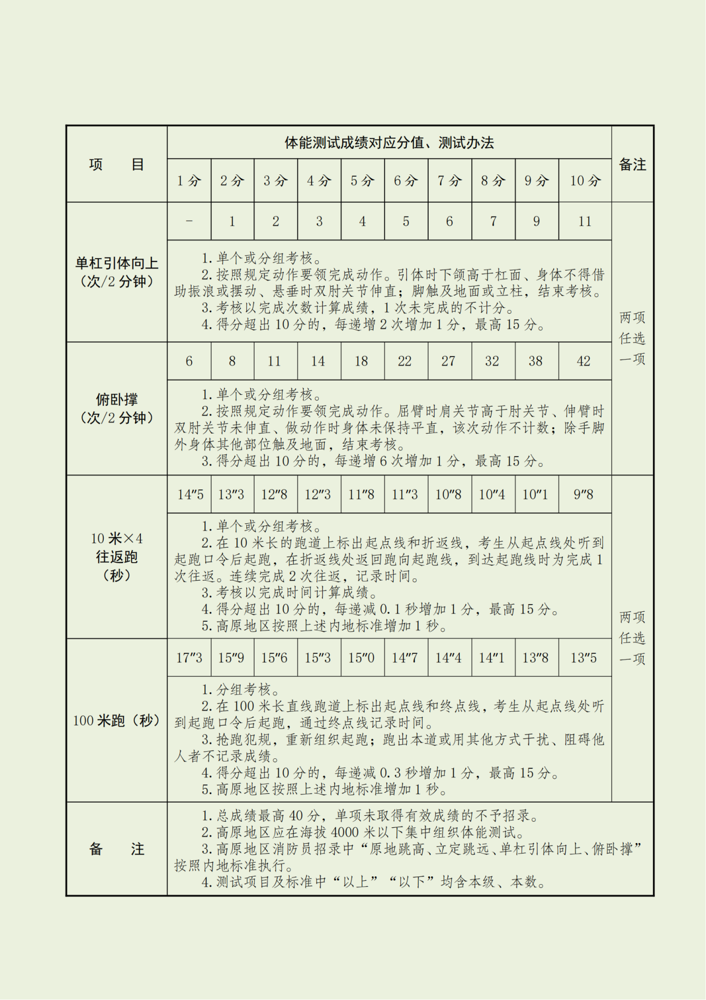 项 目
体能测试成绩对应分值、测试办法
备注
1分 2分 3分 4分 5分 6分 7分 8分 9分 10分
单杠引体向上
（次/2分钟）
- 1 2 3 4 5 6 7 9 11
1.单个或分组考核。
2.按照规定动作要领完成动作。引体时下颌高于杠面、身体不得借
助振浪或摆动、悬垂时双肘关节伸直；脚触及地面或立柱，结束考核。
3.考核以完成次数计算成绩，1次未完成的不计分。
4.得分超出10分的，每递增2次增加1分，最高15分。
两项
任选
一项
俯卧撑
（次/2分钟）
6 8 11 14 18 22 27 32 38 42
1.单个或分组考核。
2.按照规定动作要领完成动作。屈臂时肩关节高于肘关节、伸臂时
双肘关节未伸直、做动作时身体未保持平直，该次动作不计数；除手脚
外身体其他部位触及地面，结束考核。
3.得分超出10分的，每递增6次增加1分，最高15分。
10米×4
往返跑
（秒）
14″5 13″3 12″8 12″3 11″8 11″3 10″8 10″4 10″1 9″8
1.单个或分组考核。
2.在10米长的跑道上标出起点线和折返线，考生从起点线处听到
起跑口令后起跑，在折返线处返回跑向起跑线，到达起跑线时为完成1
次往返。连续完成2次往返，记录时间。
3.考核以完成时间计算成绩。
4.得分超出10分的，每递减0.1秒增加1分，最高15分。
5.高原地区按照上述内地标准增加1秒。
两项
任选
一项
100米跑（秒）
17″3 15″9 15″6 15″3 15″0 14″7 14″4 14″1 13″8 13″5
1.分组考核。
2.在100米长直线跑道上标出起点线和终点线，考生从起点线处听
到起跑口令后起跑，通过终点线记录时间。
3.抢跑犯规，重新组织起跑；跑出本道或用其他方式干扰、阻碍他
人者不记录成绩。
4.得分超出10分的，每递减0.3秒增加1分，最高15分。
5.高原地区按照上述内地标准增加1秒。
备 注
1.总成绩最高40分，单项未取得有效成绩的不予招录。
2.高原地区应在海拔4000米以下集中组织体能测试。
3.高原地区消防员招录中“原地跳高、立定跳远、单杠引体向上、俯卧撑”
按照内地标准执行。
4.测试项目及标准中“以上”“以下”均含本级、本数。